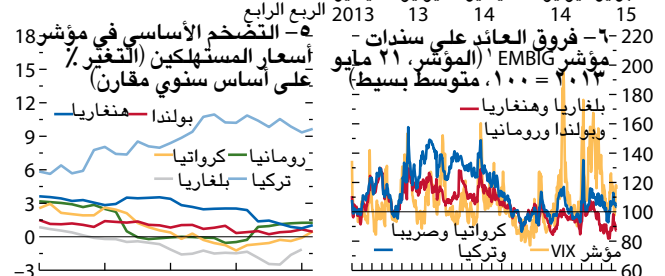 الربع الرابع
٥– التضخم الأساسي في مؤشر
أسعار المستهلكين (التغير ٪
على أساس سنوي مقارن)
18
15
12
9
6
3
0
–3
هنغاريا
بولندا
كرواتيا
رومانيا
بلغاريا
تركيا
2013 13 14 14 15
٦– فروق العائد على سندات
مؤشر EMBIG ¹ (المؤشر، ٢١ مايو
٢٠١٣ = ١٠٠، متوسط بسيط)
220
200
180
160
140
120
100
80
60
بلغاريا وهنغاريا
وبولندا ورومانيا
كرواتيا وصربيا
وتركيا
مؤشر VIX